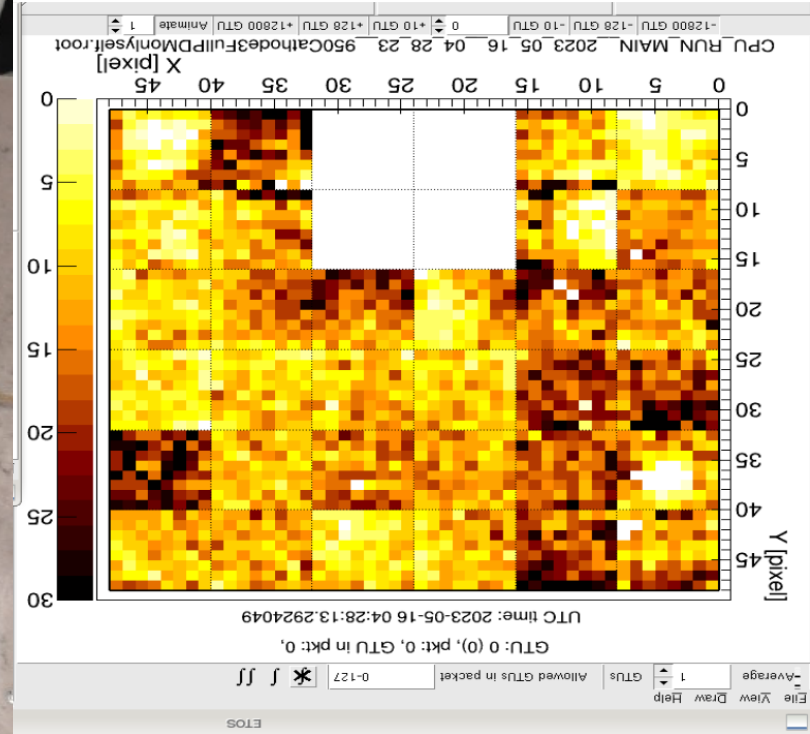 ETOS
File View Draw Help
Average 1 GTUs Allowed GTUs in packet 0-127 ∫ ∫∫
GTU: 0 (0), pkt: 0, GTU in pkt: 0,
UTC time: 2023-05-16 04:28:13.2924049
Y [pixel]
45
40
35
30
25
20
15
10
5
0
30
25
20
15
10
5
0
0 5 10 15 20 25 30 35 40 45
X [pixel]
CPU_RUN_MAIN__2023_05_16__04_28_23__950Cathode3FullPDMonlyself.root
-12800 GTU -128 GTU -10 GTU 0 +10 GTU +128 GTU +12800 GTU Animate 1